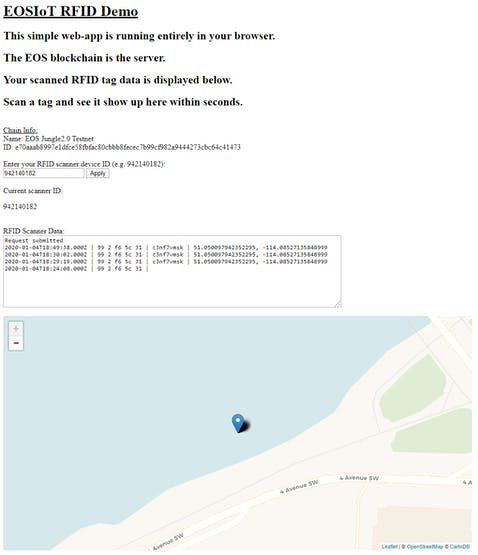 EOSIoT RFID Demo
This simple web-app is running entirely in your browser.
The EOS blockchain is the server.
Your scanned RFID tag data is displayed below.
Scan a tag and see it show up here within seconds.
Chain Info:
Name: EOS Jungle2.0 Testnet
ID: e70aaab8997e1dfce58fbfac80cbbb8fecec7b99cf982a9444273cbc64c41473
Enter your RFID scanner device ID (e.g. 942140182):
942140182 Apply
Current scanner ID:
942140182
RFID Scanner Data:
Request submitted
2020-01-04T18:49:38.000Z | 99 2 f6 5c 31 | c3nf7vmsk | 51.050097942352295, -114.08527135848999
2020-01-04T18:30:02.000Z | 99 2 f6 5c 31 | c3nf7vmsk | 51.050097942352295, -114.08527135848999
2020-01-04T18:29:19.000Z | 99 2 f6 5c 31 | c3nf7vmsk | 51.050097942352295, -114.08527135848999
2020-01-04T18:24:08.000Z | 99 2 f6 5c 31 |
+
−
4 Avenue SW
4 Avenue SW
4 A
4 Avenue SW
Leaflet | © OpenStreetMap © CartoDB